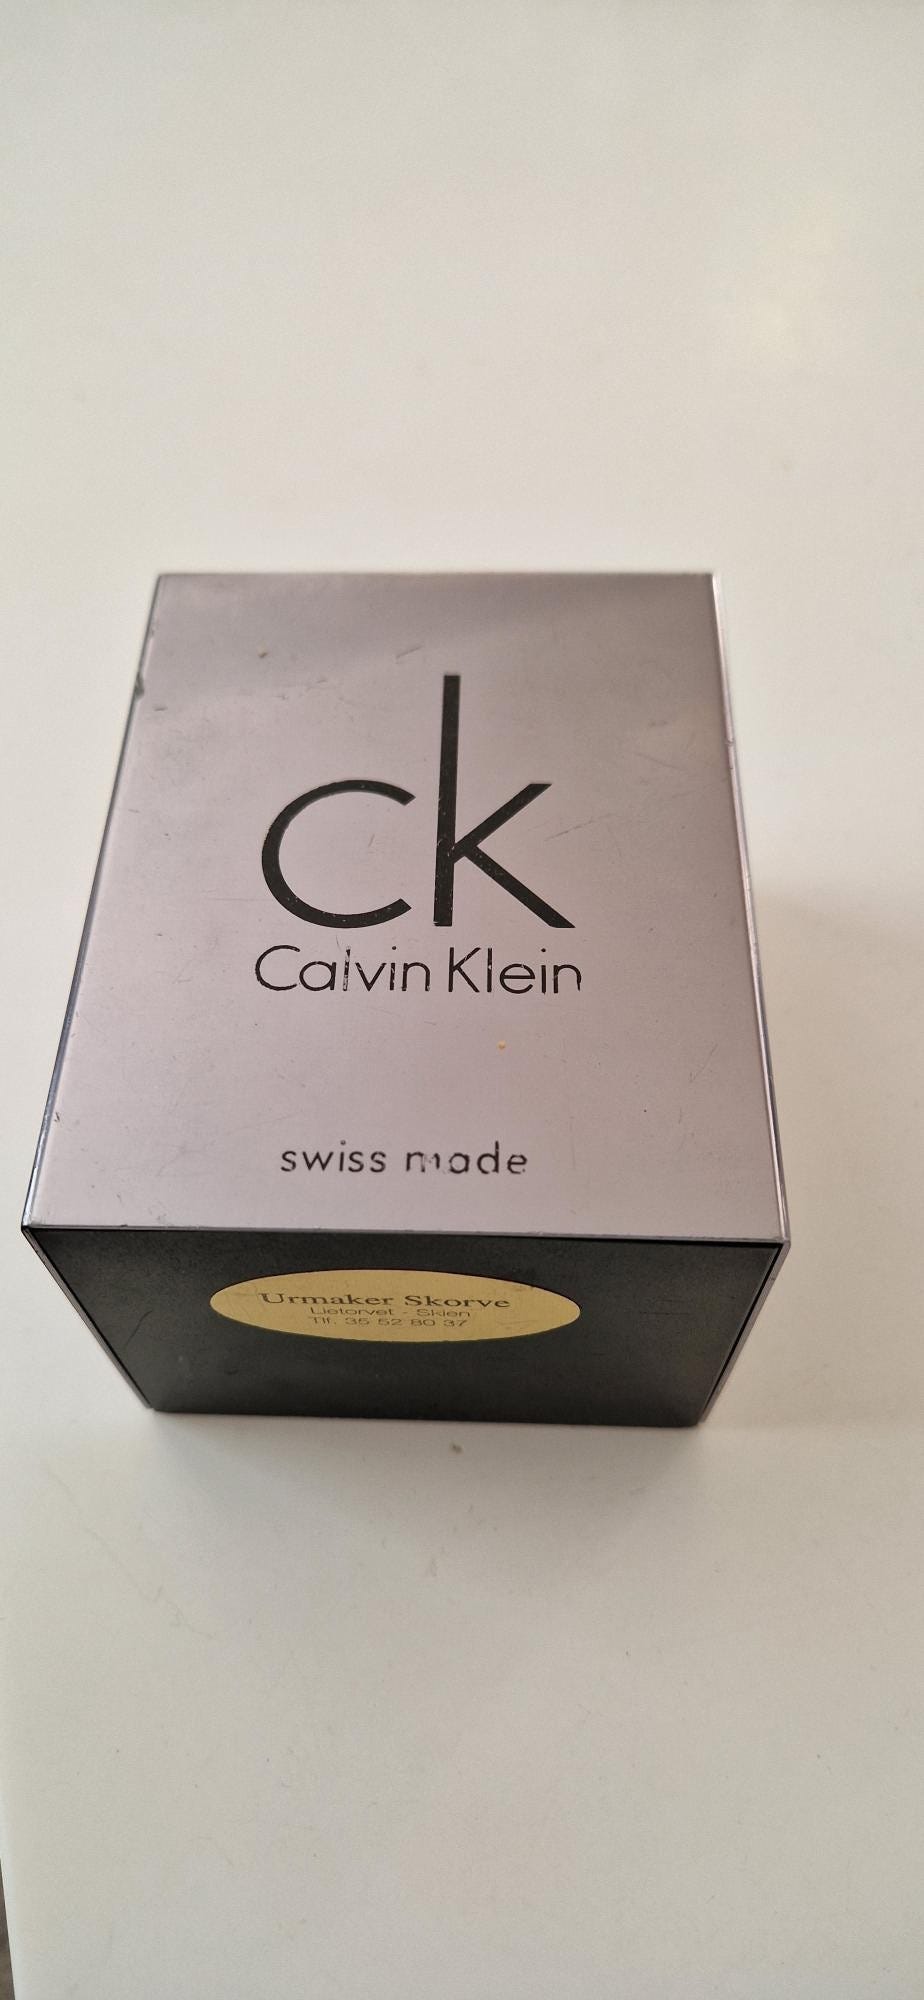 ck
Calvin Klein
swiss made
Urmaker Skorve
Lietorvet - Skien
Tlf. 35 52 80 37